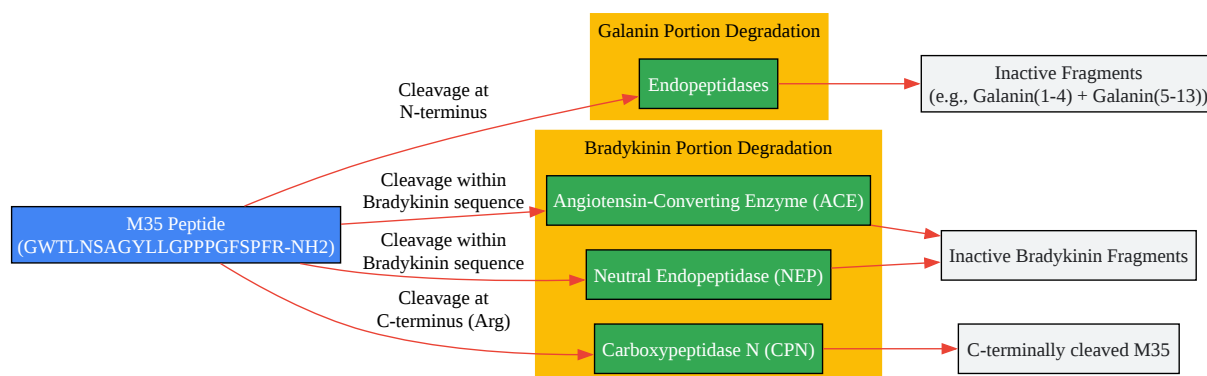 Galanin Portion Degradation
Endopeptidases
Inactive Fragments
(e.g., Galanin(1-4) + Galanin(5-13))
Cleavage at
N-terminus
Bradykinin Portion Degradation
Cleavage within
Bradykinin sequence
Angiotensin-Converting Enzyme (ACE)
M35 Peptide
(GWTLNSAGYLLGPPPGFSPFR-NH2)
Cleavage within
Bradykinin sequence
Neutral Endopeptidase (NEP)
Inactive Bradykinin Fragments
Cleavage at
C-terminus (Arg)
Carboxypeptidase N (CPN)
C-terminally cleaved M35